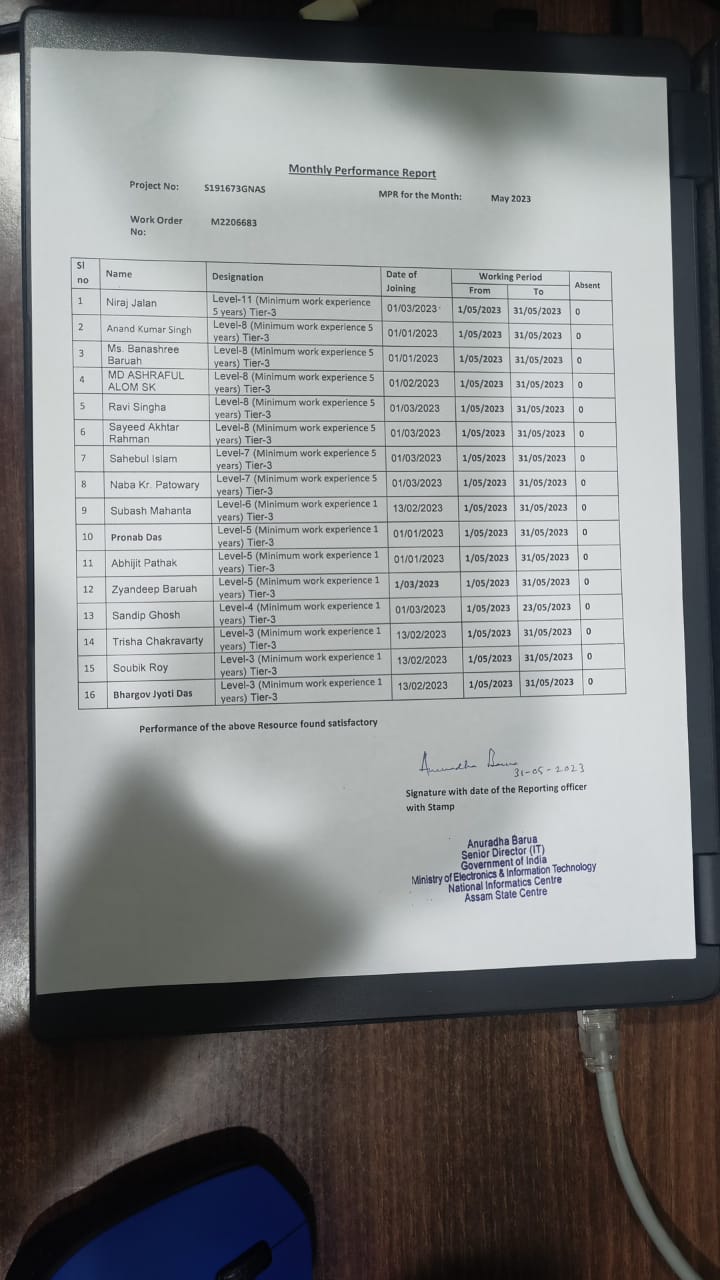 Monthly Performance Report
Project No: S191673GNAS MPR for the Month: May 2023
Work Order No: M2206683
Sl no Name Designation Date of Joining Working Period Absent
From To
1 Niraj Jalan Level-11 (Minimum work experience 5 years) Tier-3 01/03/2023 1/05/2023 31/05/2023 0
2 Anand Kumar Singh Level-8 (Minimum work experience 5 years) Tier-3 01/01/2023 1/05/2023 31/05/2023 0
3 Ms. Banashree Baruah Level-8 (Minimum work experience 5 years) Tier-3 01/01/2023 1/05/2023 31/05/2023 0
4 MD ASHRAFUL ALOM SK Level-8 (Minimum work experience 5 years) Tier-3 01/02/2023 1/05/2023 31/05/2023 0
5 Ravi Singha Level-8 (Minimum work experience 5 years) Tier-3 01/03/2023 1/05/2023 31/05/2023 0
6 Sayeed Akhtar Rahman Level-8 (Minimum work experience 5 years) Tier-3 01/03/2023 1/05/2023 31/05/2023 0
7 Sahebul Islam Level-7 (Minimum work experience 5 years) Tier-3 01/03/2023 1/05/2023 31/05/2023 0
8 Naba Kr. Patowary Level-7 (Minimum work experience 5 years) Tier-3 01/03/2023 1/05/2023 31/05/2023 0
9 Subash Mahanta Level-6 (Minimum work experience 1 years) Tier-3 13/02/2023 1/05/2023 31/05/2023 0
10 Pronab Das Level-5 (Minimum work experience 1 years) Tier-3 01/01/2023 1/05/2023 31/05/2023 0
11 Abhijit Pathak Level-5 (Minimum work experience 1 years) Tier-3 01/01/2023 1/05/2023 31/05/2023 0
12 Zyandeep Baruah Level-5 (Minimum work experience 1 years) Tier-3 1/03/2023 1/05/2023 31/05/2023 0
13 Sandip Ghosh Level-4 (Minimum work experience 1 years) Tier-3 01/03/2023 1/05/2023 23/05/2023 0
14 Trisha Chakravarty Level-3 (Minimum work experience 1 years) Tier-3 13/02/2023 1/05/2023 31/05/2023 0
15 Soubik Roy Level-3 (Minimum work experience 1 years) Tier-3 13/02/2023 1/05/2023 31/05/2023 0
16 Bhargov Jyoti Das Level-3 (Minimum work experience 1 years) Tier-3 13/02/2023 1/05/2023 31/05/2023 0
Performance of the above Resource found satisfactory
Anuradha Barua
31-05-2023
Signature with date of the Reporting officer
with Stamp
Anuradha Barua
Senior Director (IT)
Government of India
Ministry of Electronics & Information Technology
National Informatics Centre
Assam State Centre